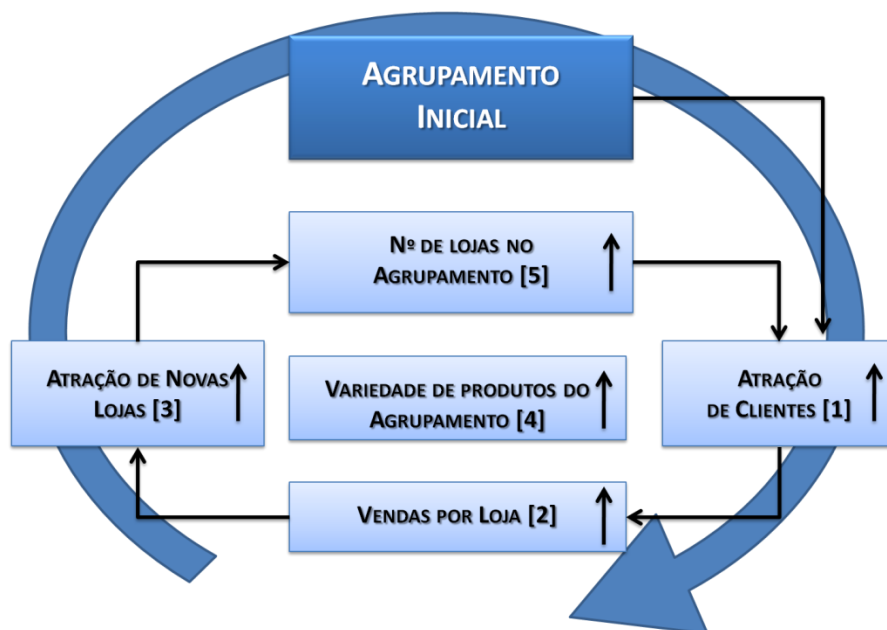 AGRUPAMENTO
INICIAL
Nº DE LOJAS NO
AGRUPAMENTO [5]
ATRAÇÃO DE NOVAS
LOJAS [3]
VARIEDADE DE PRODUTOS DO
AGRUPAMENTO [4]
ATRAÇÃO
DE CLIENTES [1]
VENDAS POR LOJA [2]